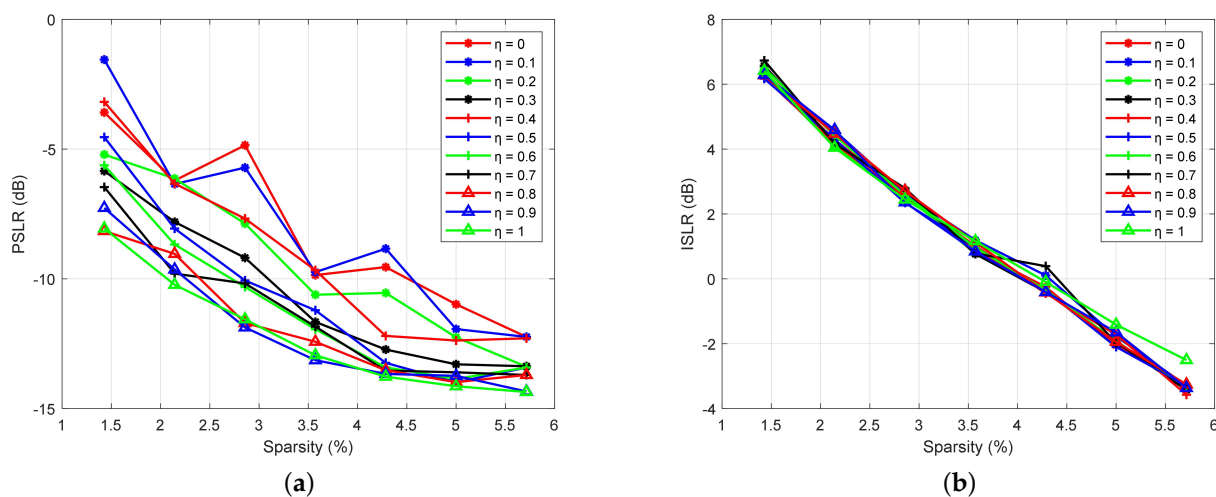 0
-5
-10
-15
PSLR (dB)
1
1.5
2
2.5
3
3.5
4
4.5
5
5.5
6
Sparsity (%)
η = 0
η = 0.1
η = 0.2
η = 0.3
η = 0.4
η = 0.5
η = 0.6
η = 0.7
η = 0.8
η = 0.9
η = 1
(a)
8
6
4
2
0
-2
-4
ISLR (dB)
1
1.5
2
2.5
3
3.5
4
4.5
5
5.5
6
Sparsity (%)
η = 0
η = 0.1
η = 0.2
η = 0.3
η = 0.4
η = 0.5
η = 0.6
η = 0.7
η = 0.8
η = 0.9
η = 1
(b)